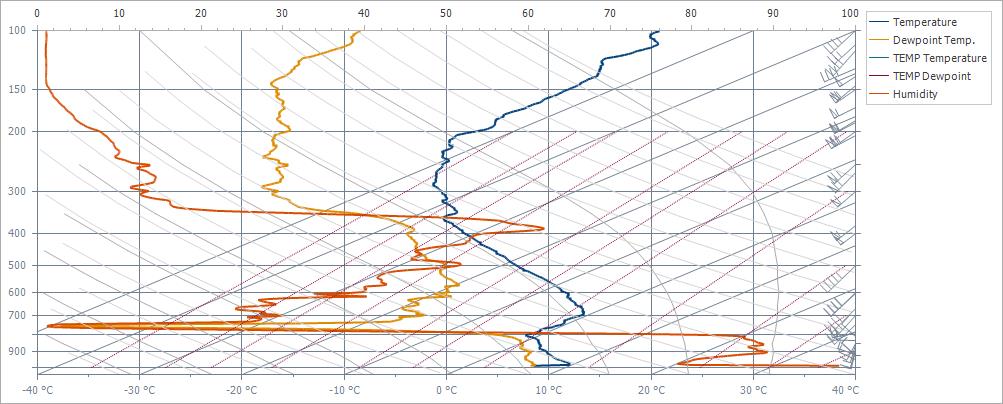 0 10 20 30 40 50 60 70 80 90 100
Temperature
Dewpoint Temp.
TEMP Temperature
TEMP Dewpoint
Humidity
100
150
200
300
400
500
600
700
900
-40 °C -30 °C -20 °C -10 °C 0 °C 10 °C 20 °C 30 °C 40 °C